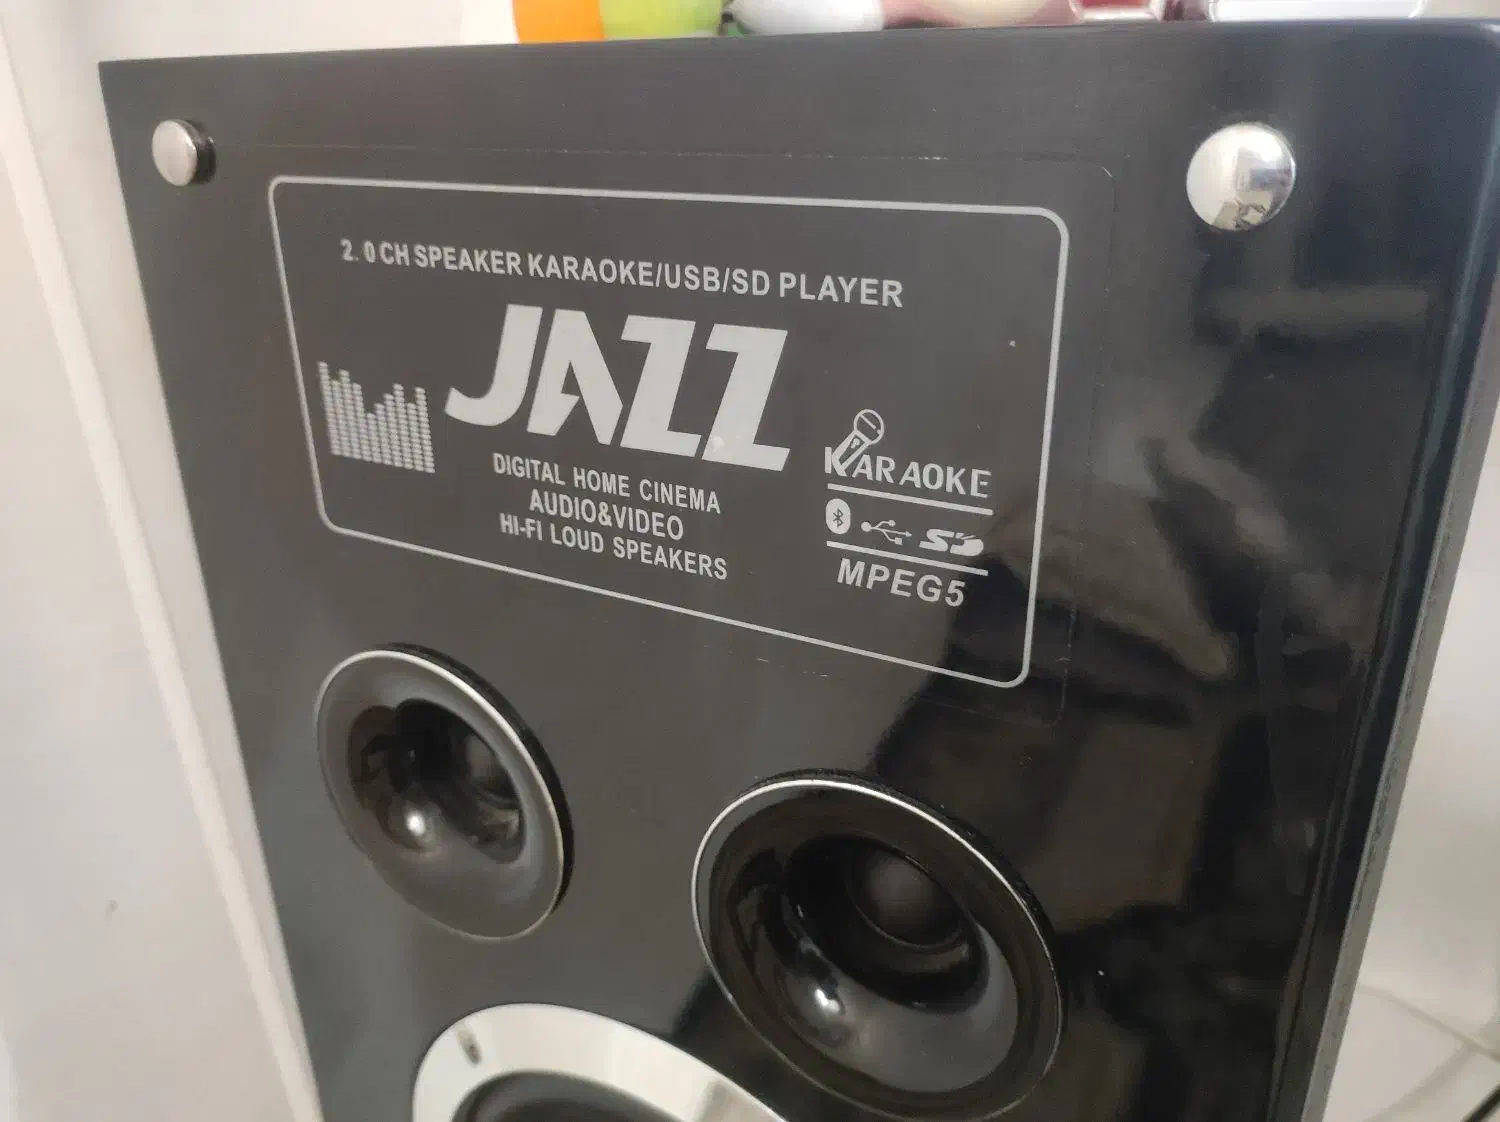 2.0 CH SPEAKER KARAOKE/USB/SD PLAYER
JAZZ
DIGITAL HOME CINEMA
AUDIO&VIDEO
HI-FI LOUD SPEAKERS
KARAOKE
SD
MPEG5